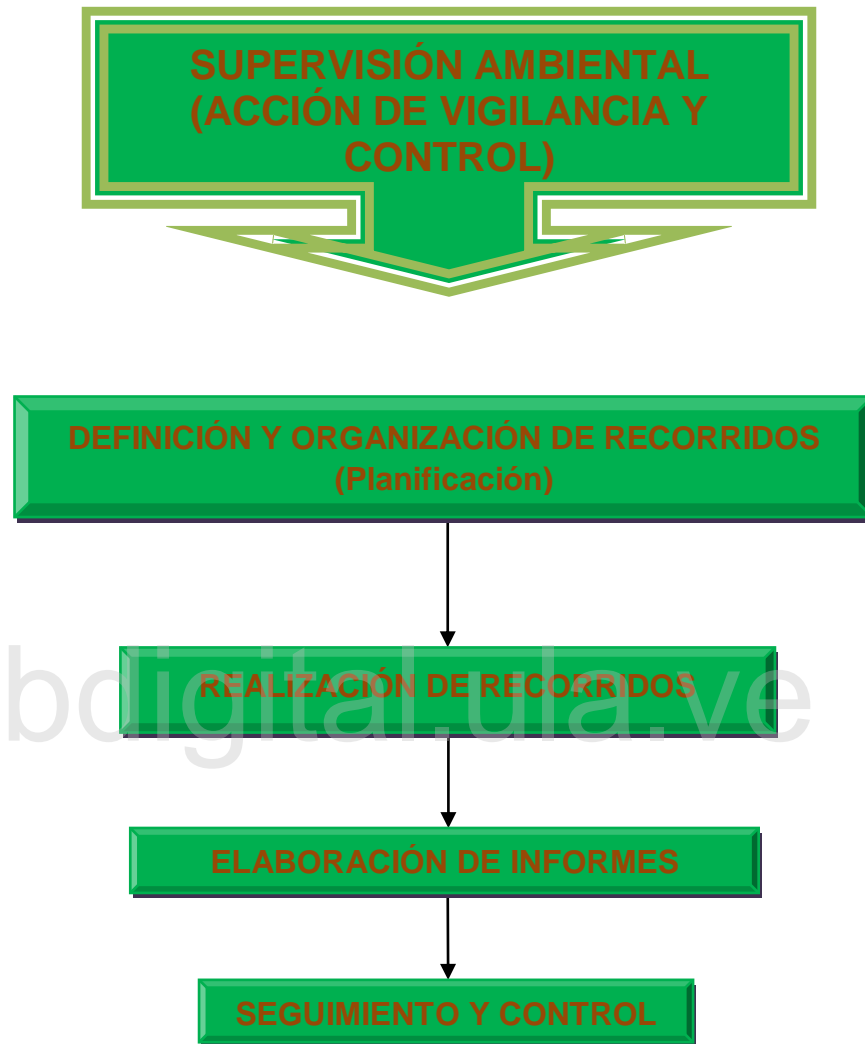 SUPERVISIÓN AMBIENTAL
(ACCIÓN DE VIGILANCIA Y
CONTROL)
DEFINICIÓN Y ORGANIZACIÓN DE RECORRIDOS
(Planificación)
REALIZACIÓN DE RECORRIDOS
bdigital.ula.ve
ELABORACIÓN DE INFORMES
SEGUIMIENTO Y CONTROL